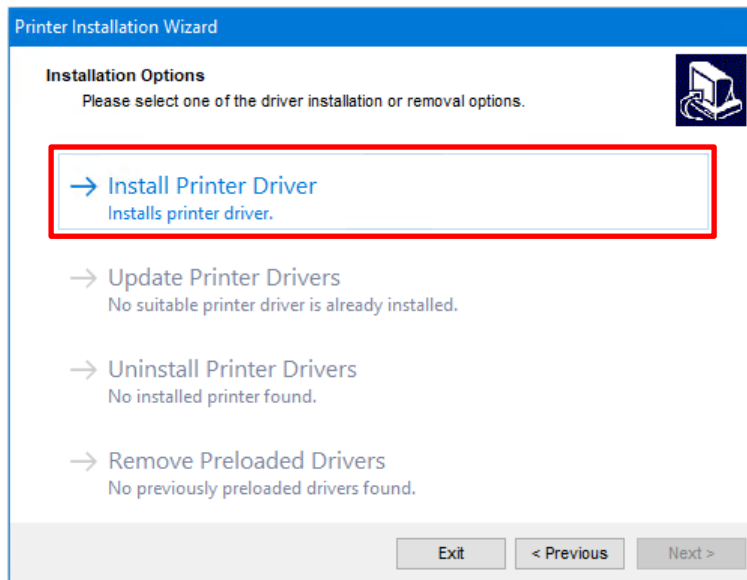 Printer Installation Wizard
Installation Options
Please select one of the driver installation or removal options.
→ Install Printer Driver
Installs printer driver.
→ Update Printer Drivers
No suitable printer driver is already installed.
→ Uninstall Printer Drivers
No installed printer found.
→ Remove Preloaded Drivers
No previously preloaded drivers found.
Exit
< Previous
Next >